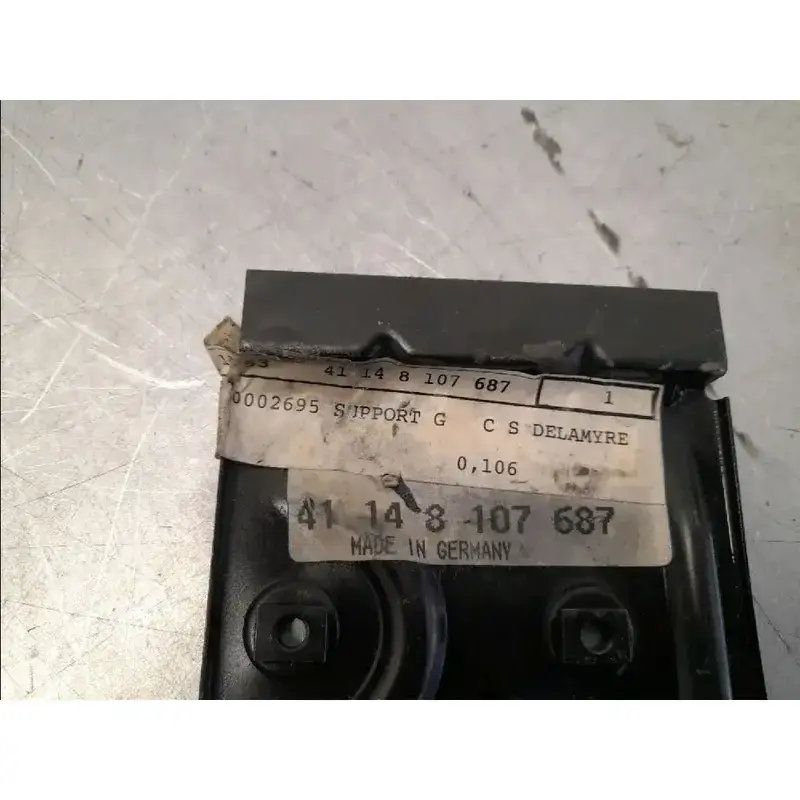 41 14 8 107 687 1
0002695 SUPPORT G C S DELAMYRE
0,106
41 14 8 107 687
MADE IN GERMANY